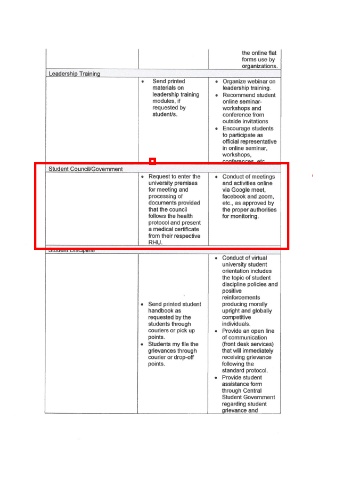 the online flat
forms use by
organizations.
Leadership Training
• Send printed
materials on
leadership training
modules, if
requested by
student/s.
• Organize webinar on
leadership training.
• Recommend student
online seminar-
workshops and
conference from
outside invitations
• Encourage students
to participate as
official representative
in online seminar,
workshops,
conferences, etc.
Student Council/Government
• Request to enter the
university premises
for meeting and
processing of
documents provided
that the council
follows the health
protocol and present
a medical certificate
from their respective
RHU.
• Conduct of meetings
and activities online
via Google meet,
facebook and zoom,
etc., as approved by
the proper authorities
for monitoring.
Student Discipline
• Send printed student
handbook as
requested by the
students through
couriers or pick up
points.
• Students my file the
grievances through
courier or drop-off
points.
• Conduct of virtual
university student
orientation includes
the topic of student
discipline policies and
positive
reinforcements
producing morally
upright and globally
competitive
individuals.
• Provide an open line
of communication
(front desk services)
that will immediately
receiving grievance
following the
standard protocol.
• Provide student
assistance form
through Central
Student Government
regarding student
grievance and